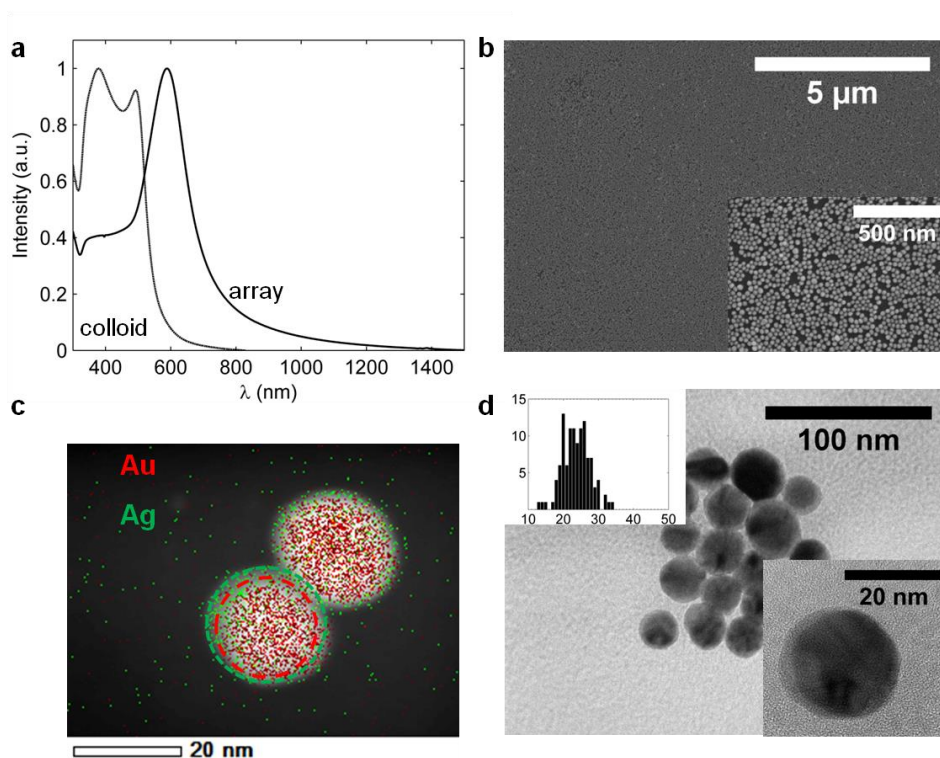 a
1
0.8
0.6
0.4
0.2
0
Intensity (a.u.)
400 600 800 1000 1200 1400
λ (nm)
colloid
array
b
5 µm
500 nm
c
Au
Ag
20 nm
d
15
10
5
10 20 30 40 50
100 nm
20 nm